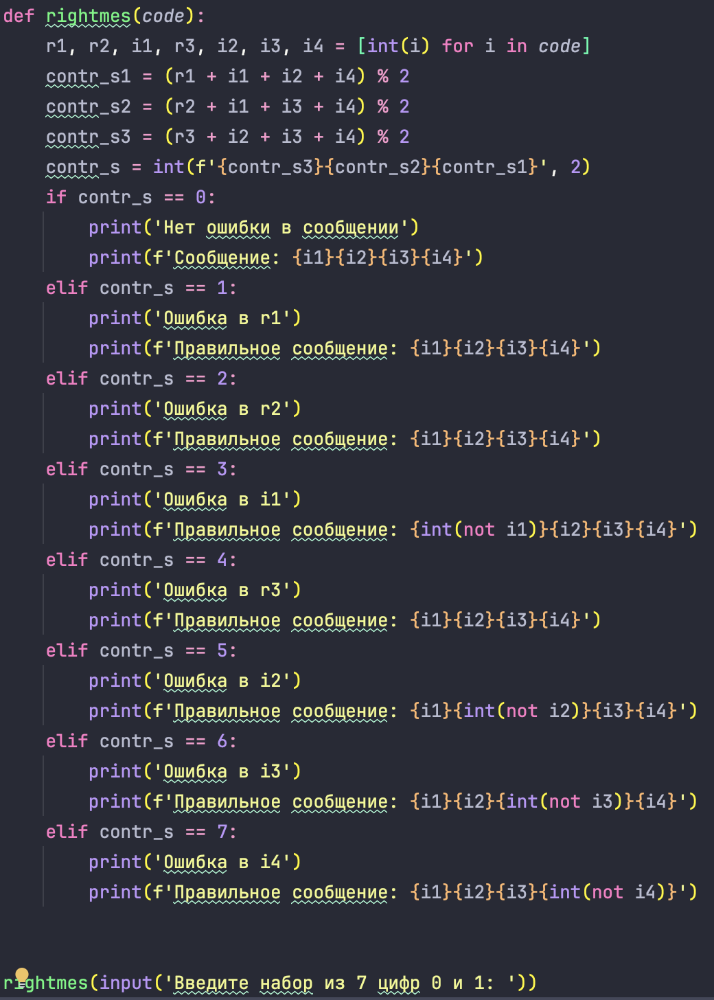 def rightmes(code):
    r1, r2, i1, r3, i2, i3, i4 = [int(i) for i in code]
    contr_s1 = (r1 + i1 + i2 + i4) % 2
    contr_s2 = (r2 + i1 + i3 + i4) % 2
    contr_s3 = (r3 + i2 + i3 + i4) % 2
    contr_s = int(f'{contr_s3}{contr_s2}{contr_s1}', 2)
    if contr_s == 0:
        print('Нет ошибки в сообщении')
        print(f'Сообщение: {i1}{i2}{i3}{i4}')
    elif contr_s == 1:
        print('Ошибка в r1')
        print(f'Правильное сообщение: {i1}{i2}{i3}{i4}')
    elif contr_s == 2:
        print('Ошибка в r2')
        print(f'Правильное сообщение: {i1}{i2}{i3}{i4}')
    elif contr_s == 3:
        print('Ошибка в i1')
        print(f'Правильное сообщение: {int(not i1)}{i2}{i3}{i4}')
    elif contr_s == 4:
        print('Ошибка в r3')
        print(f'Правильное сообщение: {i1}{i2}{i3}{i4}')
    elif contr_s == 5:
        print('Ошибка в i2')
        print(f'Правильное сообщение: {i1}{int(not i2)}{i3}{i4}')
    elif contr_s == 6:
        print('Ошибка в i3')
        print(f'Правильное сообщение: {i1}{i2}{int(not i3)}{i4}')
    elif contr_s == 7:
        print('Ошибка в i4')
        print(f'Правильное сообщение: {i1}{i2}{i3}{int(not i4)}')
rightmes(input('Введите набор из 7 цифр 0 и 1: '))